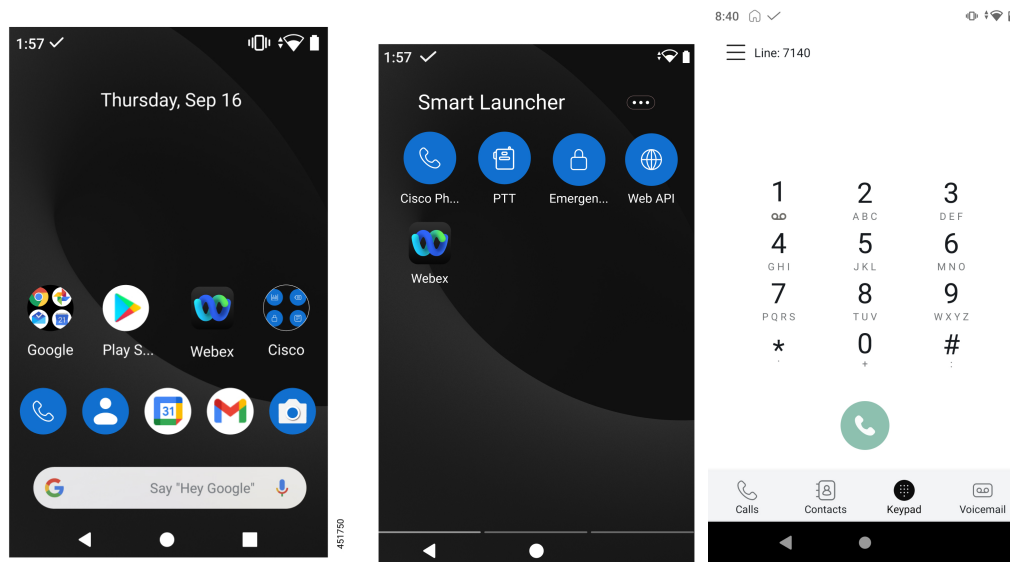 1:57
Thursday, Sep 16
31
Google
Play S...
Webex
Cisco
31
Say "Hey Google"
451750
1:57
Smart Launcher
Cisco Ph...
PTT
Emergen...
Web API
Webex
8:40
Line: 7140
1
2
3
ABC
DEF
4
5
6
GHI
JKL
MNO
7
8
9
PQRS
TUV
WXYZ
*
0
#
+
Calls
Contacts
Keypad
Voicemail